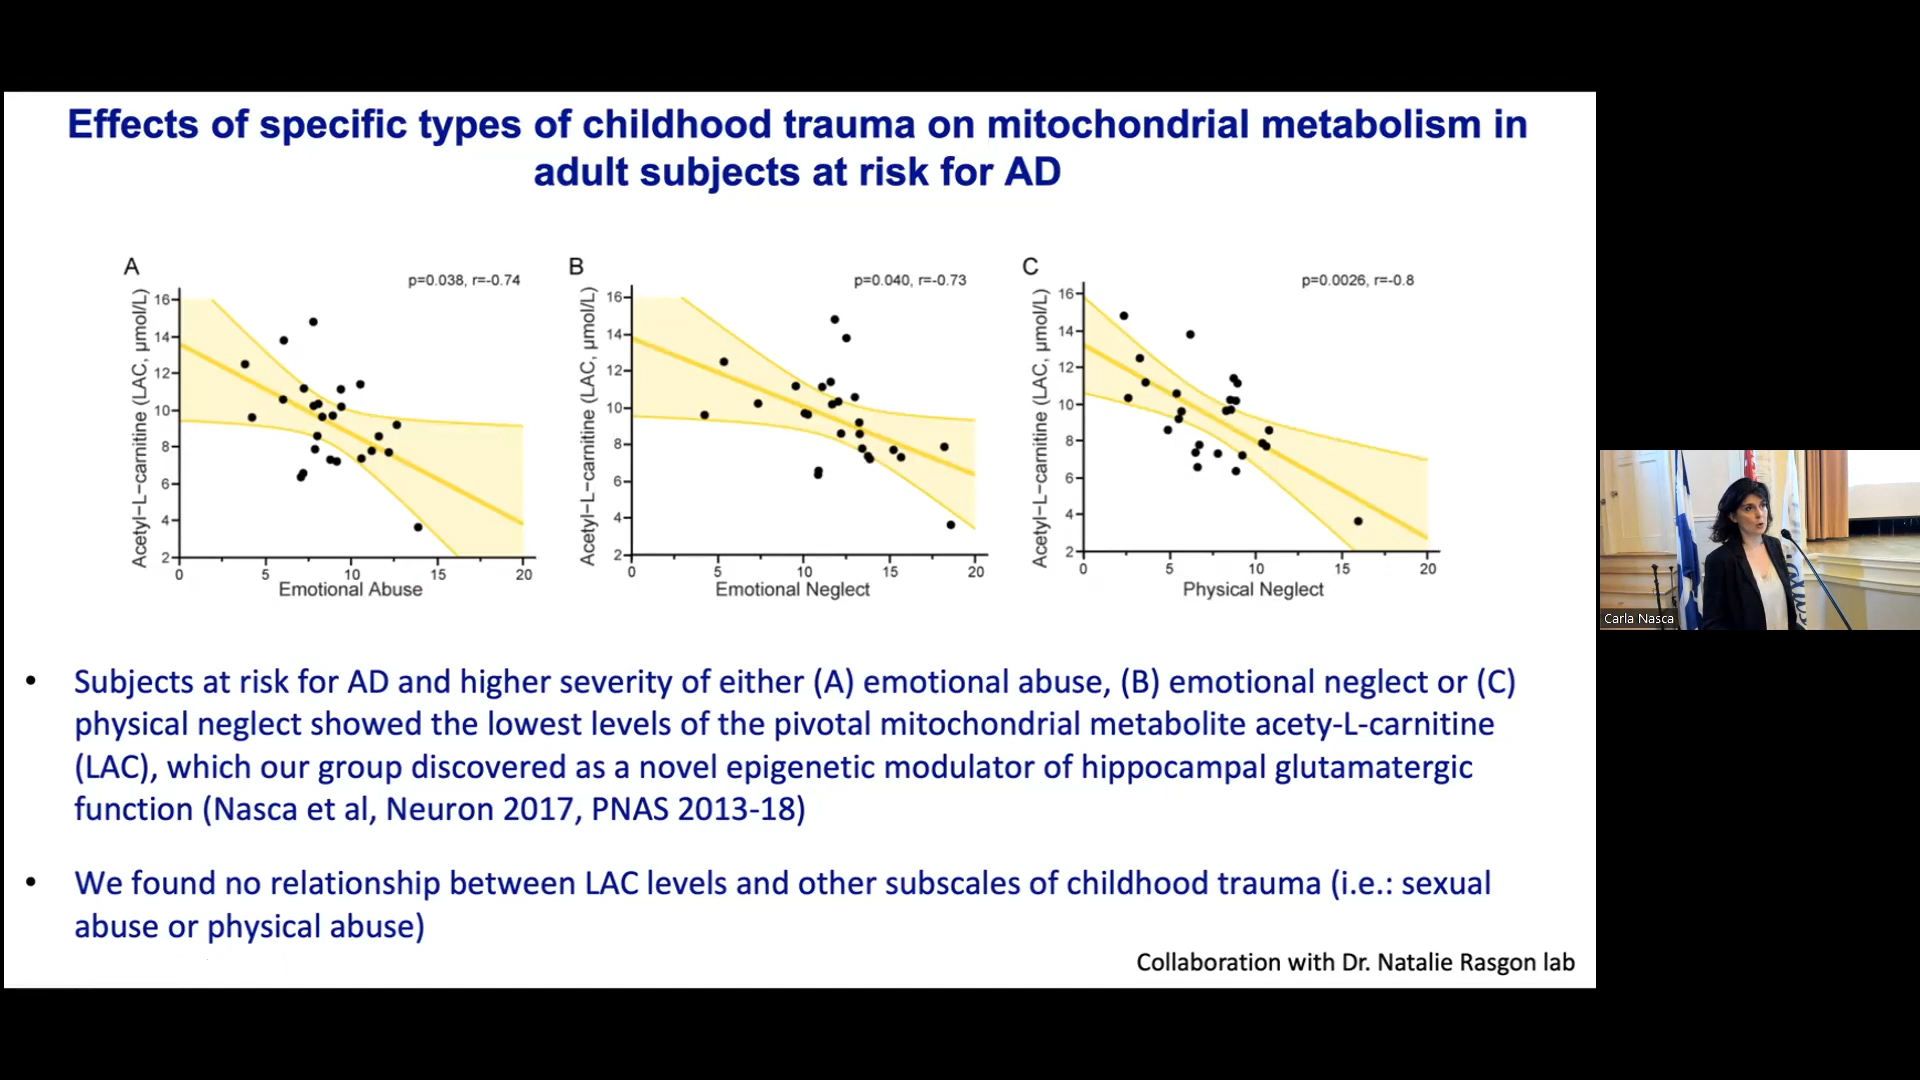 Effects of specific types of childhood trauma on mitochondrial metabolism in
adult subjects at risk for AD
A
p=0.038, r=-0.74
Acetyl−L−carnitine (LAC, μmol/L)
16
14
12
10
8
6
4
2
0
5
10
15
20
Emotional Abuse
B
p=0.040, r=-0.73
Acetyl−L−carnitine (LAC, μmol/L)
16
14
12
10
8
6
4
2
0
5
10
15
20
Emotional Neglect
C
p=0.0026, r=-0.8
Acetyl−L−carnitine (LAC, μmol/L)
16
14
12
10
8
6
4
2
0
5
10
15
20
Physical Neglect
• Subjects at risk for AD and higher severity of either (A) emotional abuse, (B) emotional neglect or (C)
physical neglect showed the lowest levels of the pivotal mitochondrial metabolite acety-L-carnitine
(LAC), which our group discovered as a novel epigenetic modulator of hippocampal glutamatergic
function (Nasca et al, Neuron 2017, PNAS 2013-18)
• We found no relationship between LAC levels and other subscales of childhood trauma (i.e.: sexual
abuse or physical abuse)
Collaboration with Dr. Natalie Rasgon lab
Carla Nasca